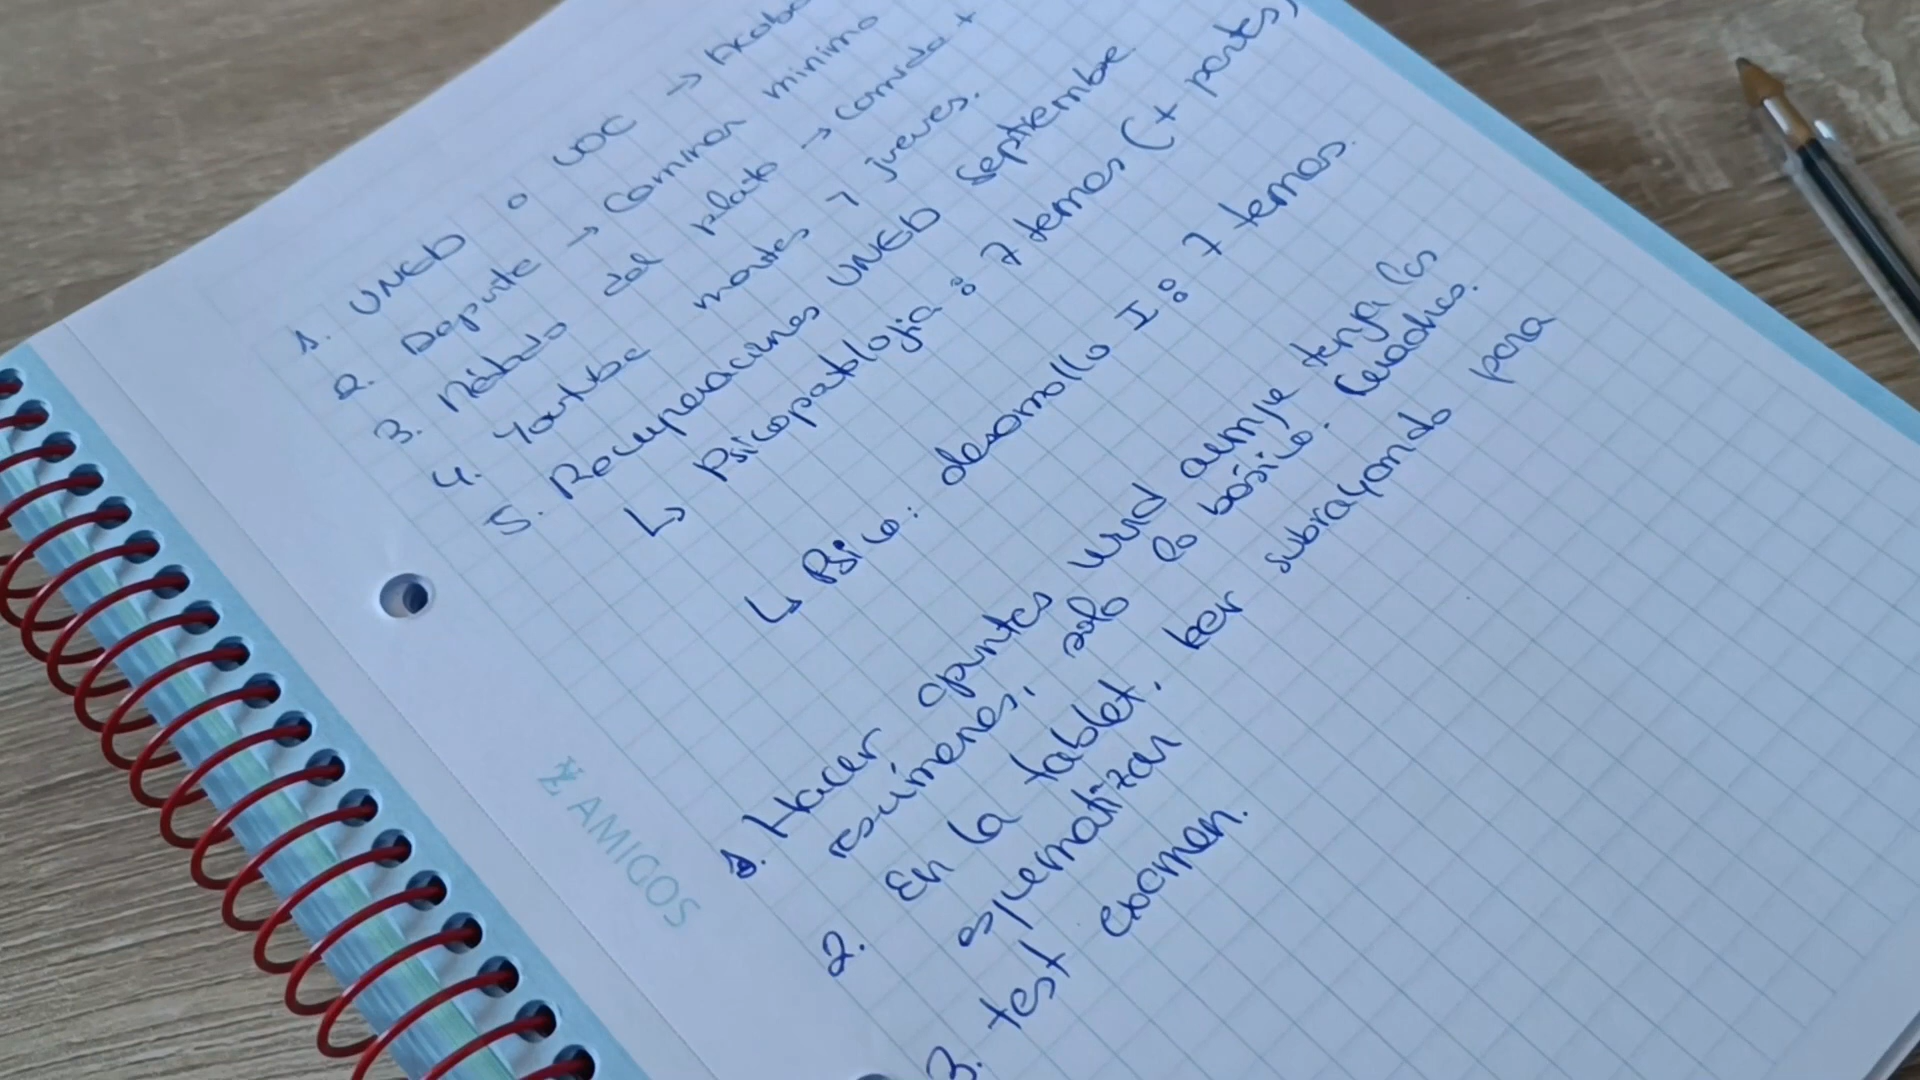 1. UNED o UOC → Acaba
2. Deporte → Caminar mínimo
3. Método del plato → Comida +
4. Youtube martes y jueves.
5. Recuperaciones UNED Septiembre
↳ Psicopatología: 7 temas (+ partes)
↳ Psico: desarrollo I: 7 temas.
1. Hacer apuntes word aunque tenga los
resúmenes, solo lo básico. Cuadros.
2. En la tablet, leer subrayando para
esquematizar
3. test examen.
AMIGOS